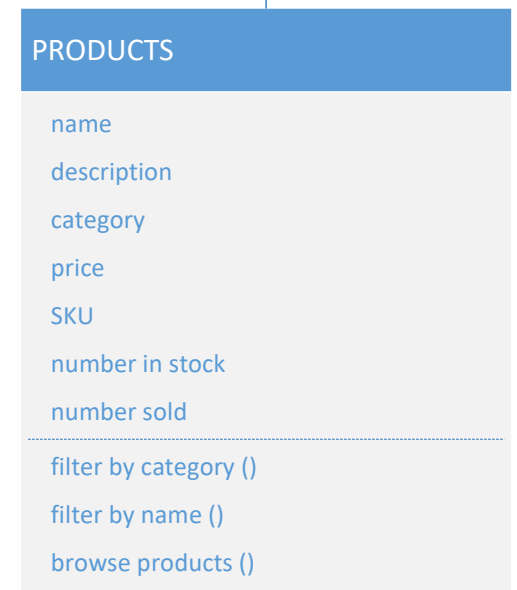 PRODUCTS
name
description
category
price
SKU
number in stock
number sold
filter by category ()
filter by name ()
browse products ()